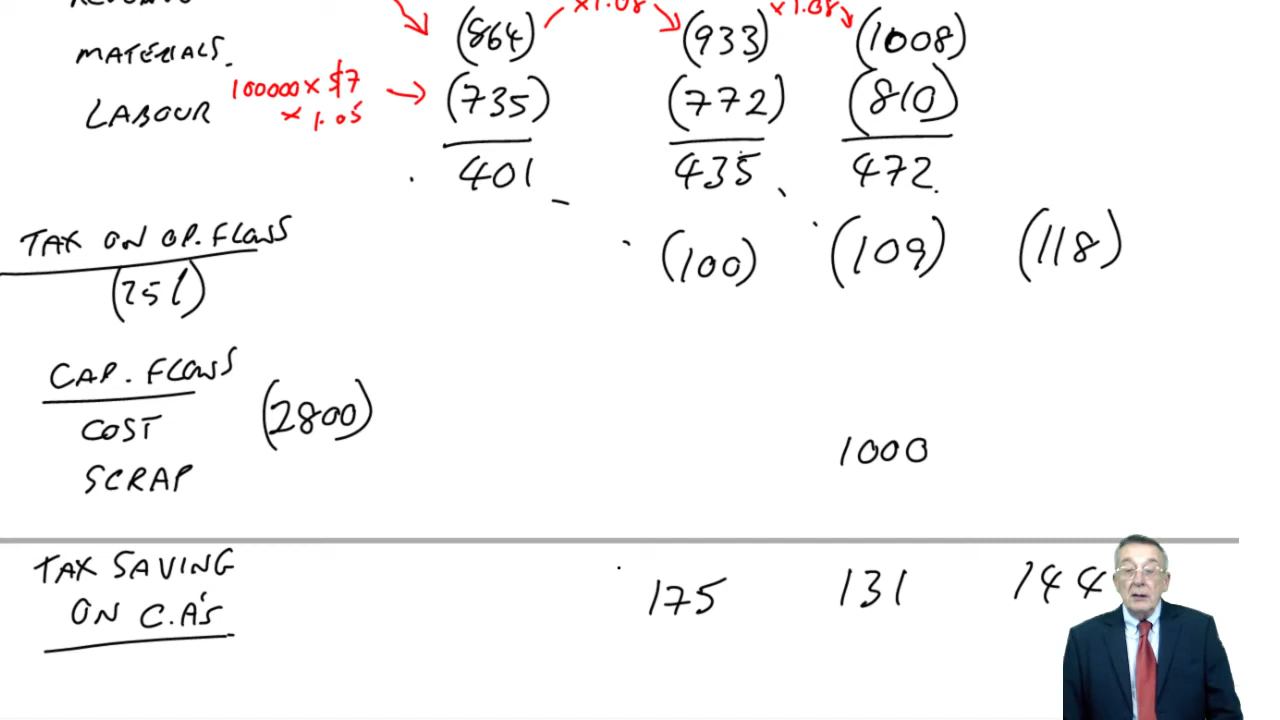 ×1.08 ×1.08
MATERIALS. (864) (933) (1008)
100000 × $7
LABOUR × 1.05 (735) (772) (810)
401 435 472
TAX ON OP. FLOWS (100) (109) (118)
(25%)
CAP. FLOWS
COST (2800)
SCRAP 1000
TAX SAVING
ON C.A's 175 131 144